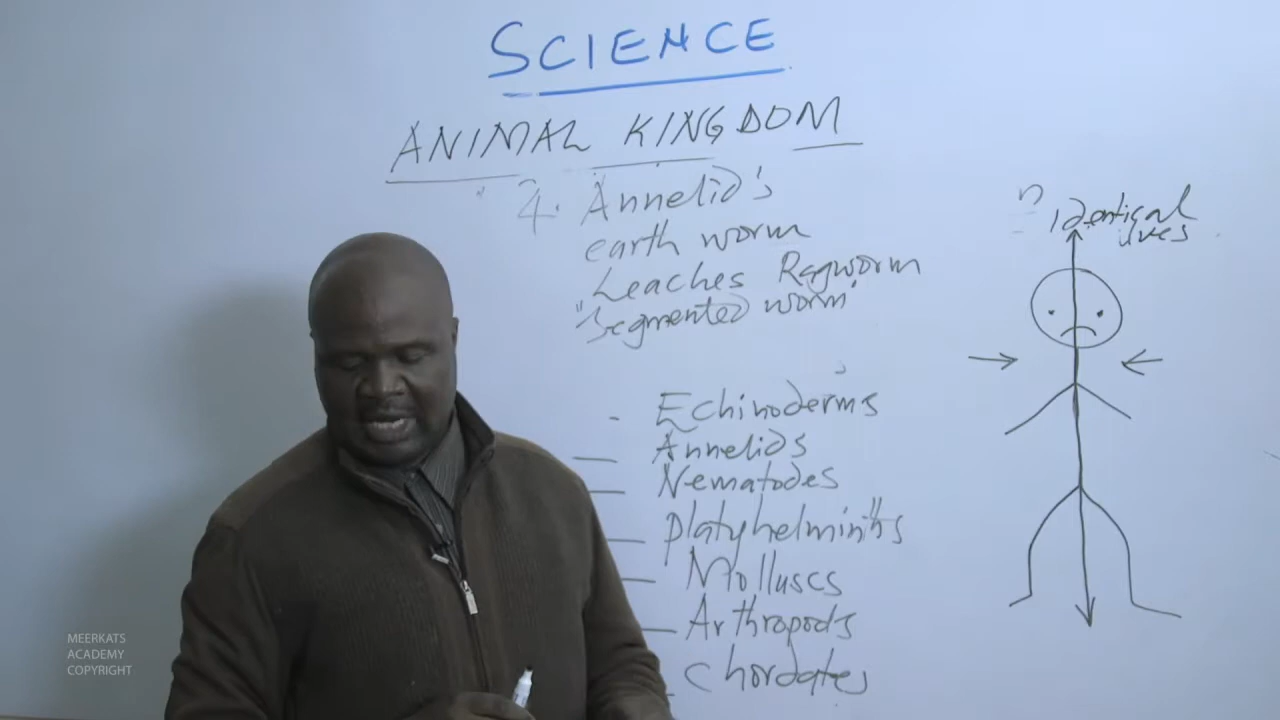 SCIENCE
ANIMAL KINGDOM
4. Annelid's
earth worm
Leaches Ragworm
"Segmented worm"
- Echinoderms
— Annelids
— Nematodes
— Platyhelminths
— Molluscs
— Arthropods
- Chordates
Identical
MEERKATS
ACADEMY
COPYRIGHT